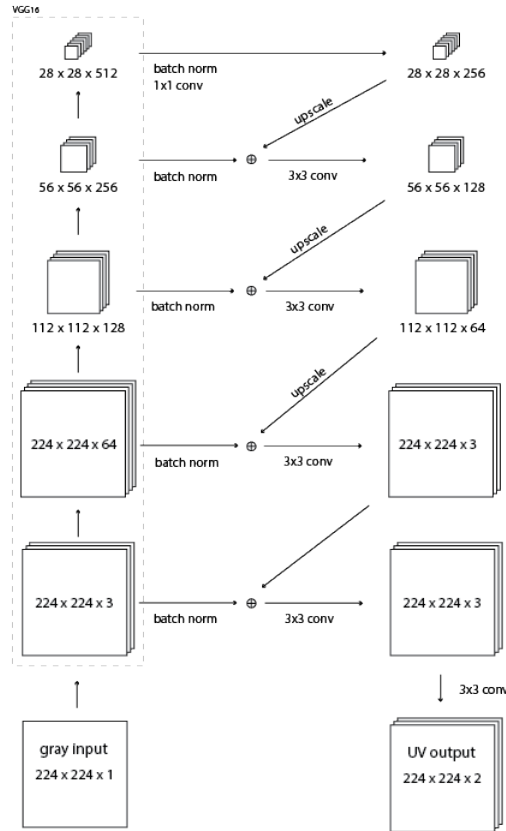 VGG16
28 x 28 x 512
batch norm
1x1 conv
28 x 28 x 256
upscale
56 x 56 x 256
batch norm
⊕
3x3 conv
56 x 56 x 128
upscale
112 x 112 x 128
batch norm
⊕
3x3 conv
112 x 112 x 64
upscale
224 x 224 x 64
batch norm
⊕
3x3 conv
224 x 224 x 3
224 x 224 x 3
batch norm
⊕
3x3 conv
224 x 224 x 3
3x3 conv
gray input
224 x 224 x 1
UV output
224 x 224 x 2